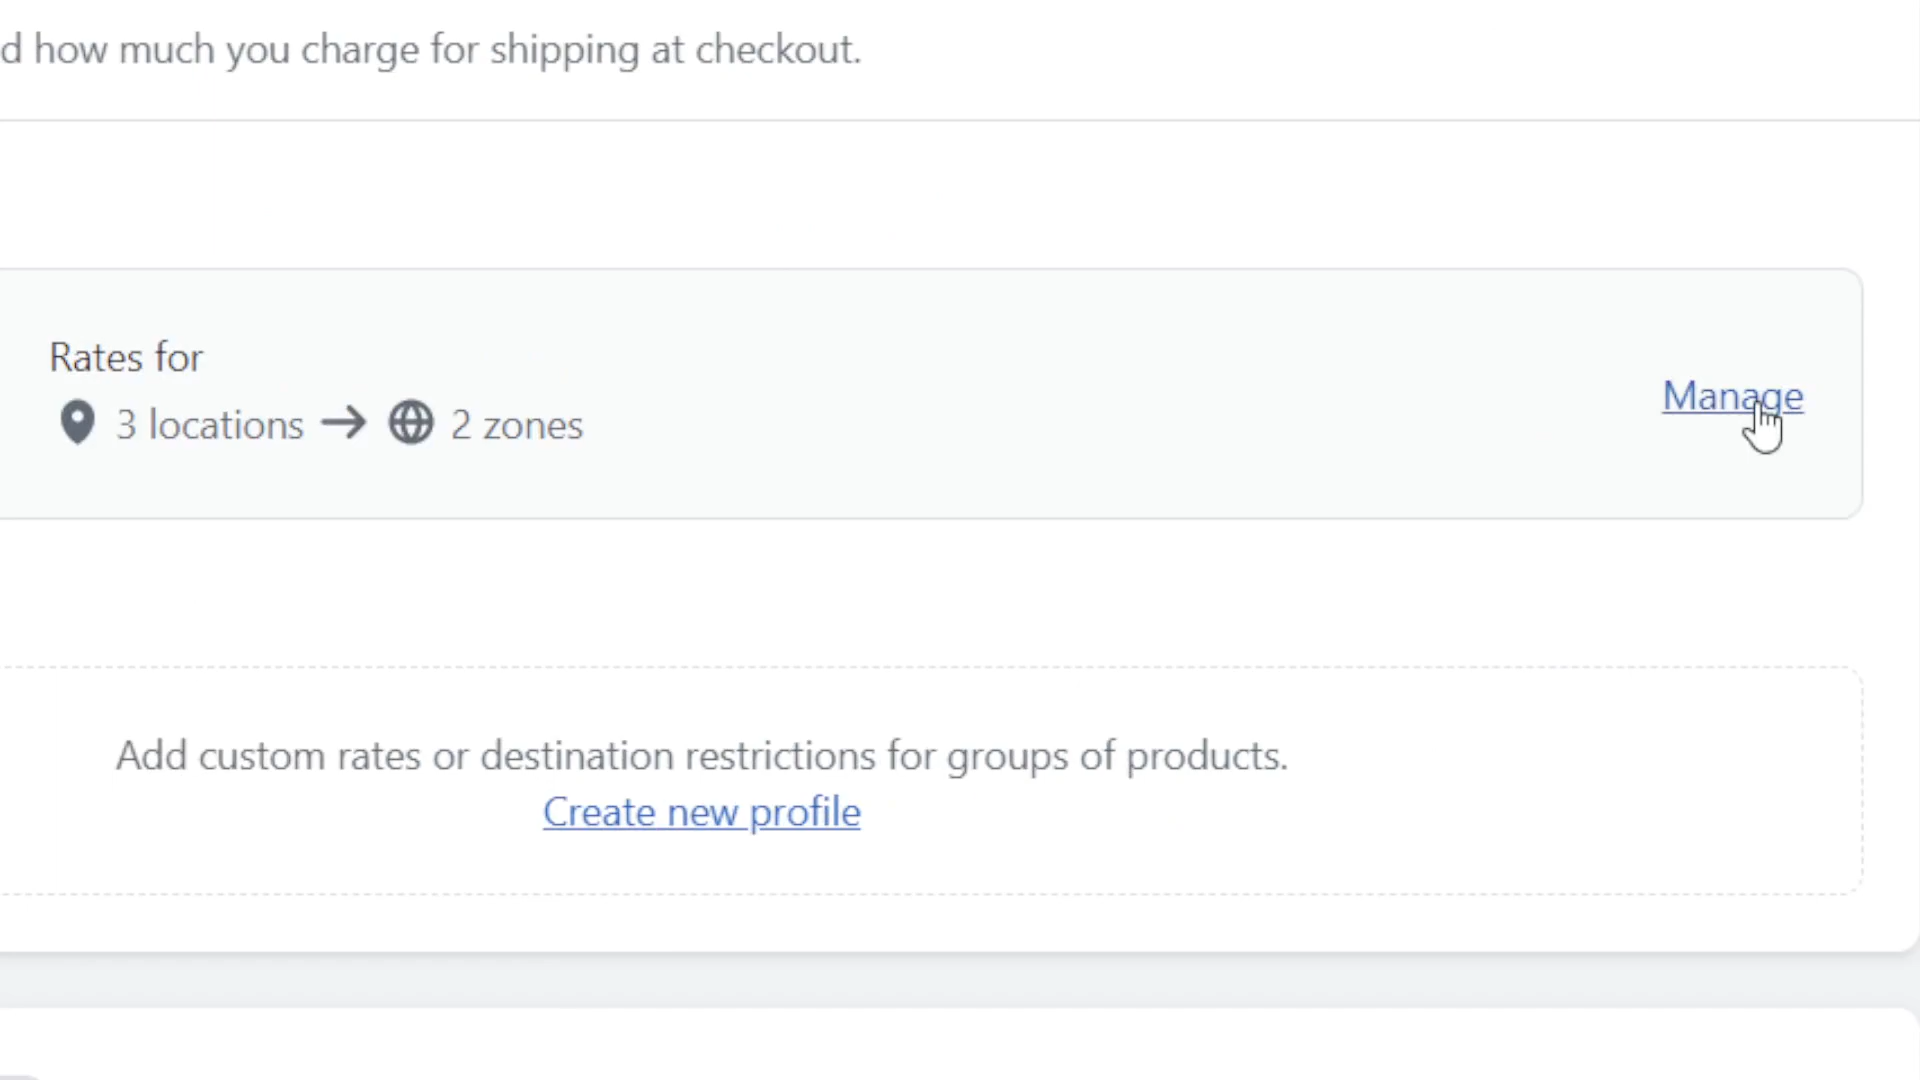 d how much you charge for shipping at checkout.
Rates for
3 locations → 2 zones
Manage
Add custom rates or destination restrictions for groups of products.
Create new profile